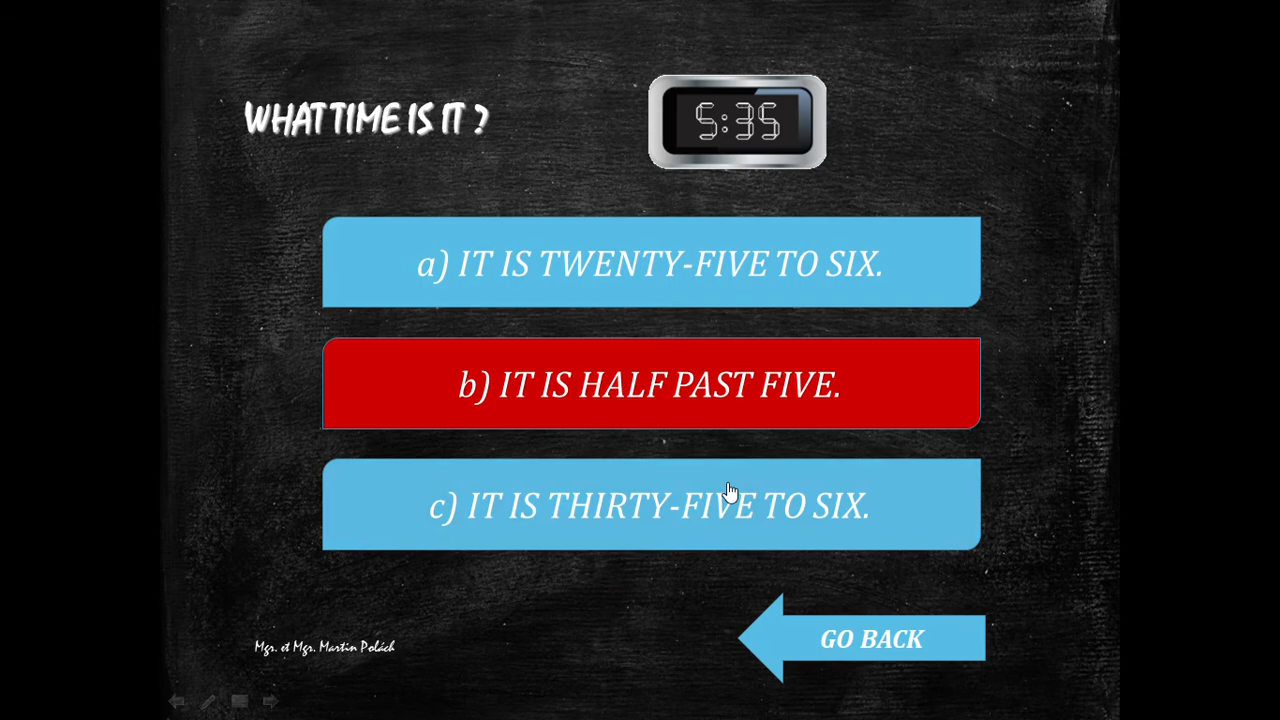 WHAT TIME IS IT ?
5:35
a) IT IS TWENTY-FIVE TO SIX.
b) IT IS HALF PAST FIVE.
c) IT IS THIRTY-FIVE TO SIX.
GO BACK
Mgr. et Mgr. Martin Polách